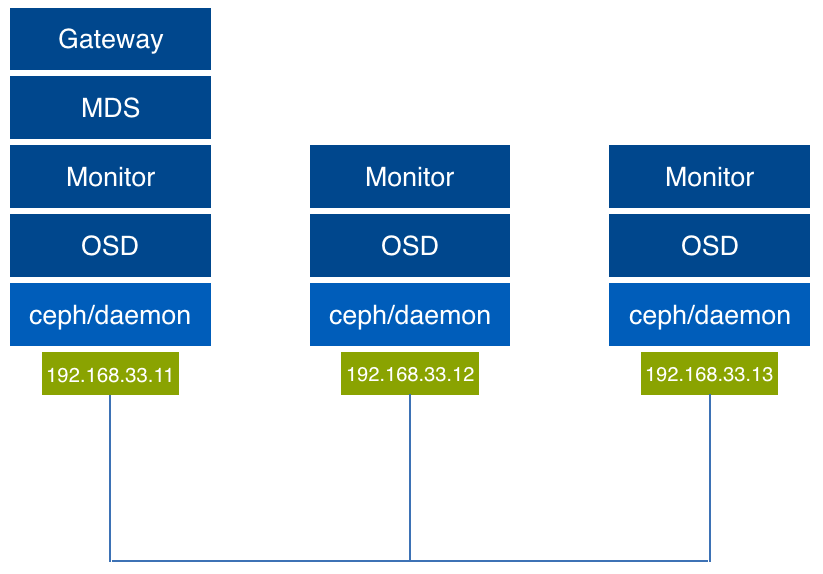 Gateway
MDS
Monitor
OSD
ceph/daemon
192.168.33.11
Monitor
OSD
ceph/daemon
192.168.33.12
Monitor
OSD
ceph/daemon
192.168.33.13